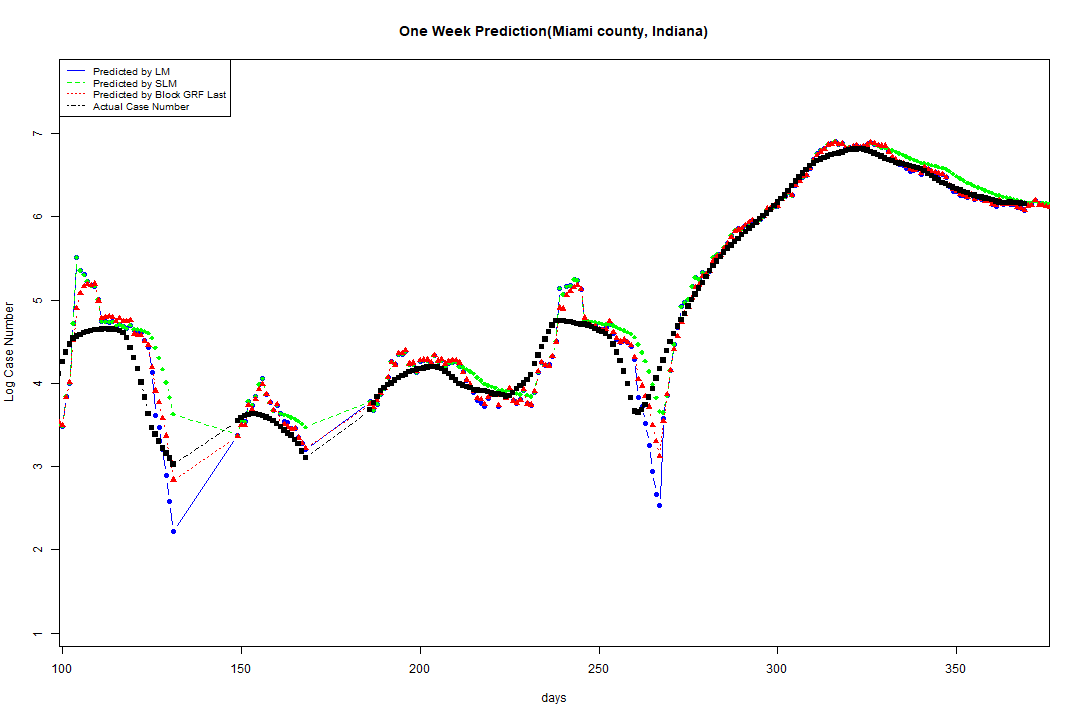 One Week Prediction(Miami county, Indiana)
Predicted by LM
Predicted by SLM
Predicted by Block GRF Last
Actual Case Number
Log Case Number
7
6
5
4
3
2
1
100 150 200 250 300 350
days